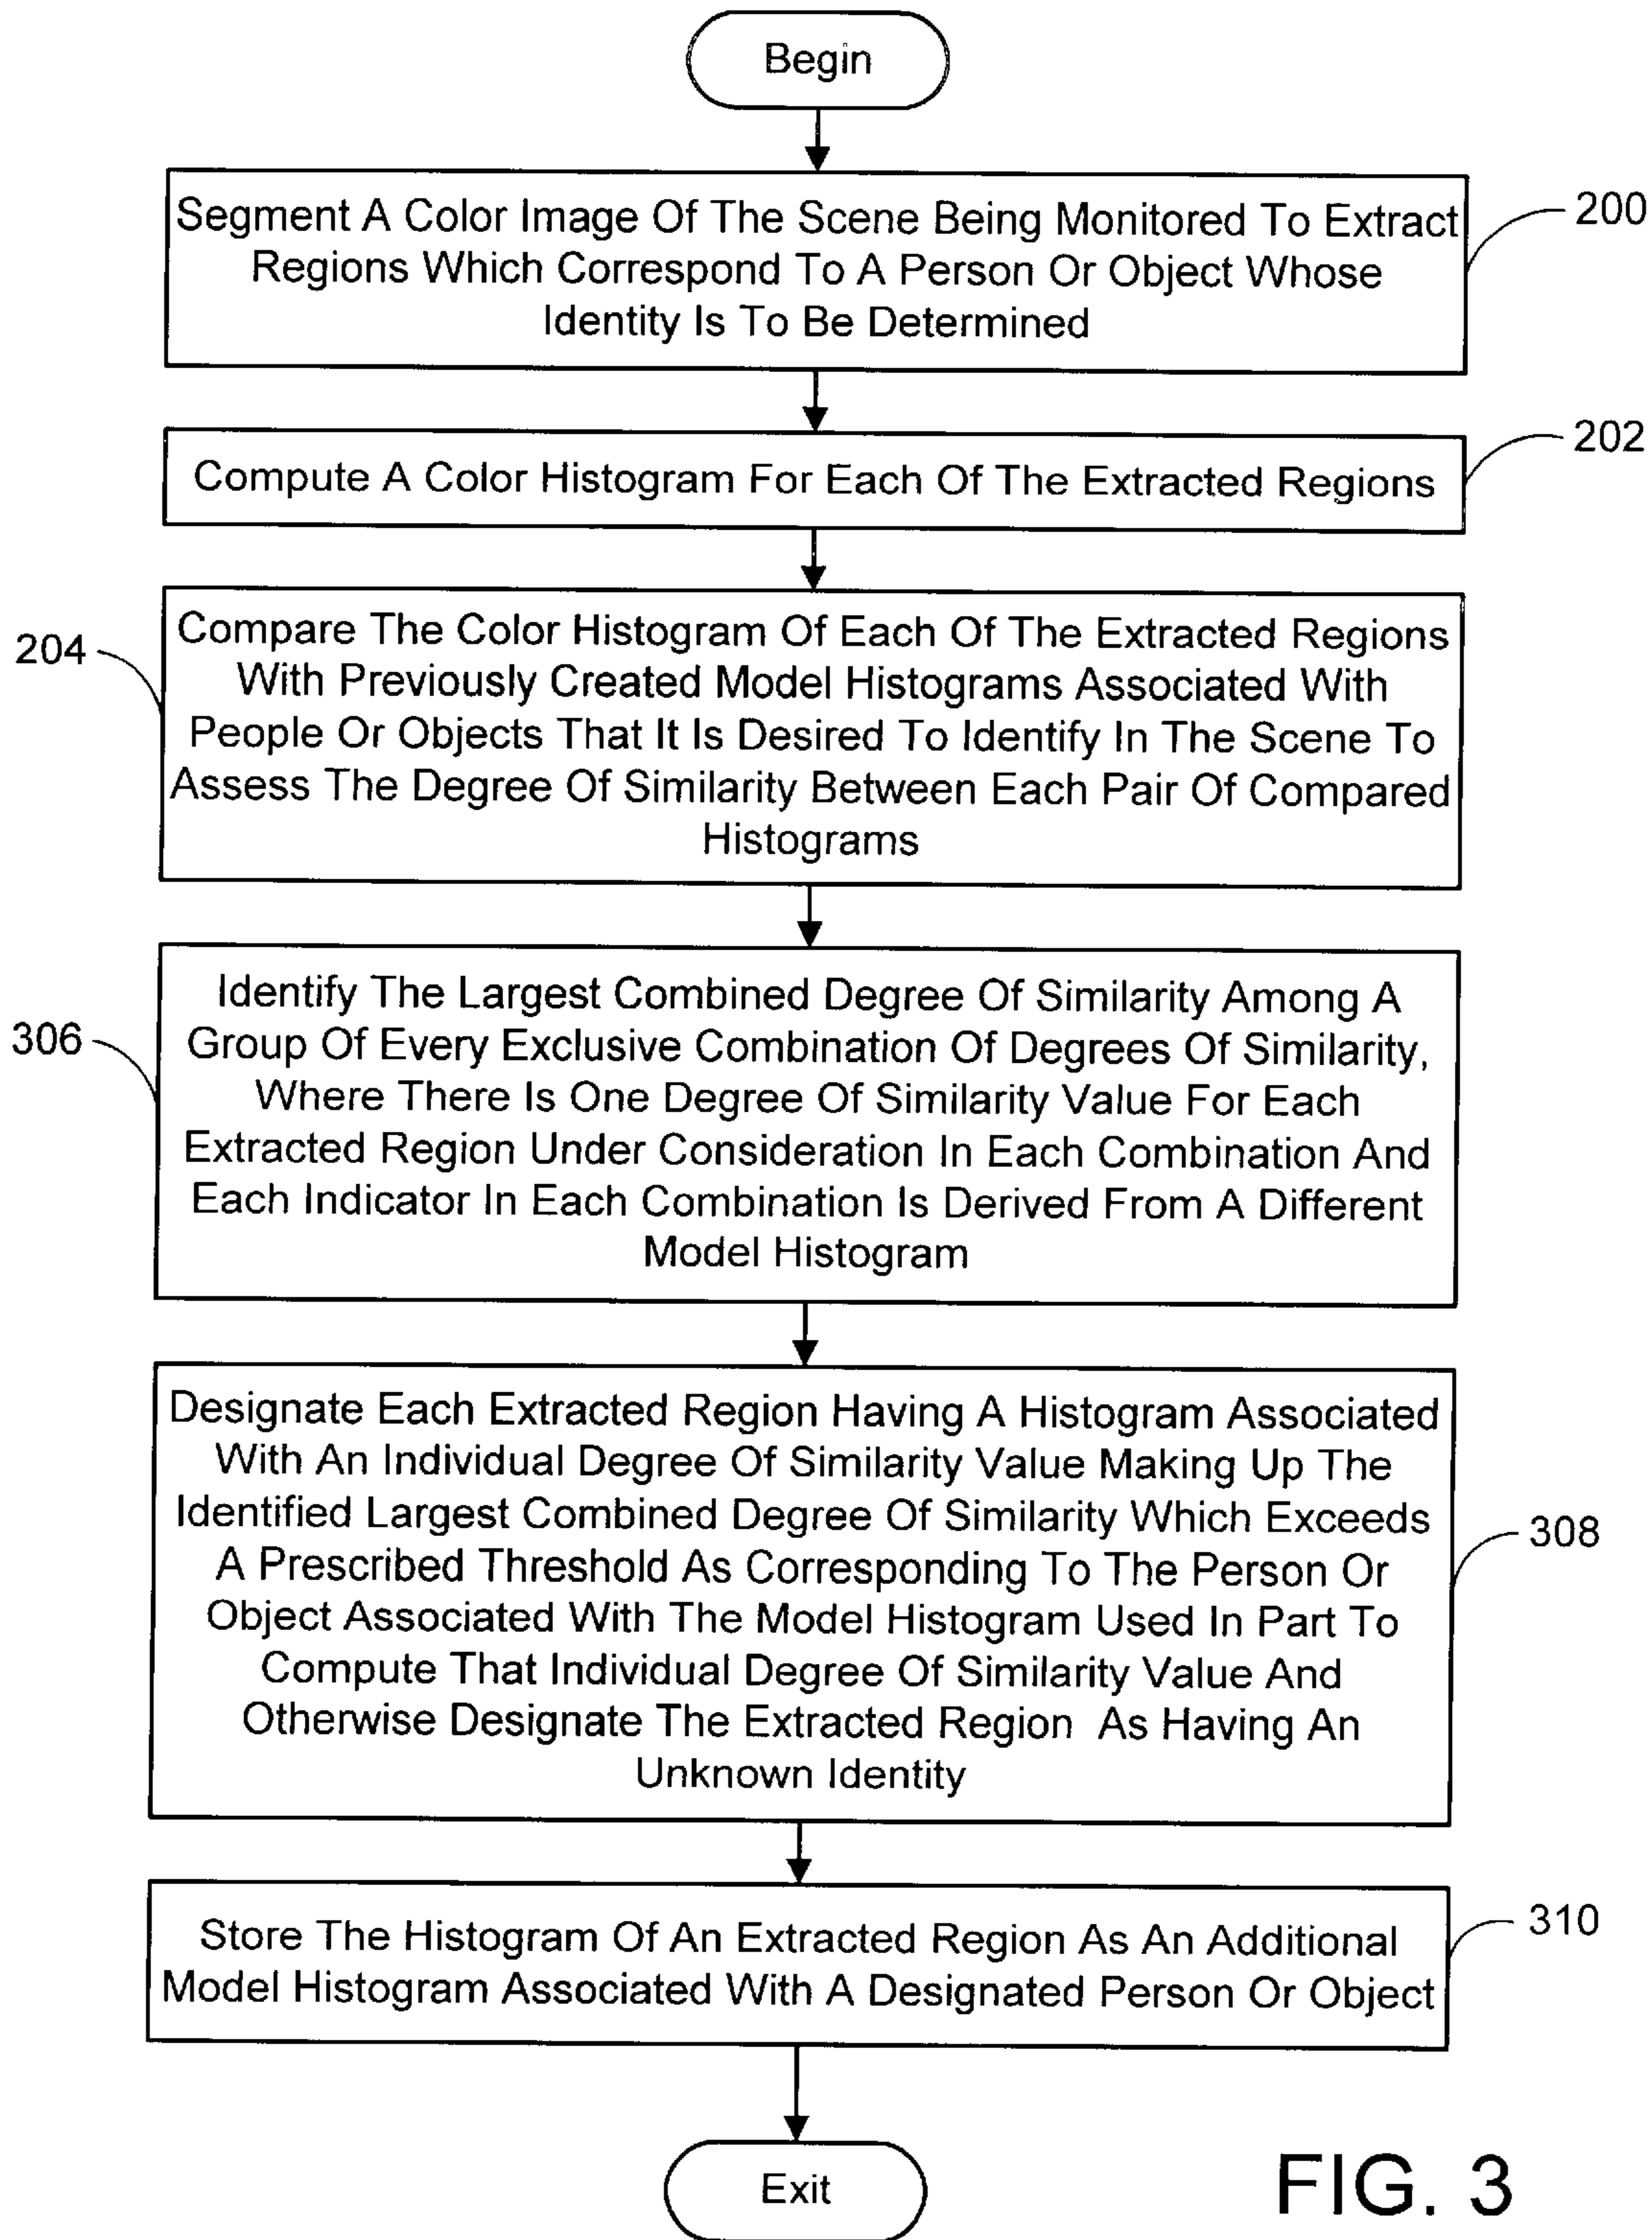 Begin
Segment A Color Image Of The Scene Being Monitored To Extract
Regions Which Correspond To A Person Or Object Whose
Identity Is To Be Determined
200
Compute A Color Histogram For Each Of The Extracted Regions
202
204
Compare The Color Histogram Of Each Of The Extracted Regions
With Previously Created Model Histograms Associated With
People Or Objects That It Is Desired To Identify In The Scene To
Assess The Degree Of Similarity Between Each Pair Of Compared
Histograms
306
Identify The Largest Combined Degree Of Similarity Among A
Group Of Every Exclusive Combination Of Degrees Of Similarity,
Where There Is One Degree Of Similarity Value For Each
Extracted Region Under Consideration In Each Combination And
Each Indicator In Each Combination Is Derived From A Different
Model Histogram
Designate Each Extracted Region Having A Histogram Associated
With An Individual Degree Of Similarity Value Making Up The
Identified Largest Combined Degree Of Similarity Which Exceeds
A Prescribed Threshold As Corresponding To The Person Or
Object Associated With The Model Histogram Used In Part To
Compute That Individual Degree Of Similarity Value And
Otherwise Designate The Extracted Region As Having An
Unknown Identity
308
Store The Histogram Of An Extracted Region As An Additional
Model Histogram Associated With A Designated Person Or Object
310
Exit
FIG. 3